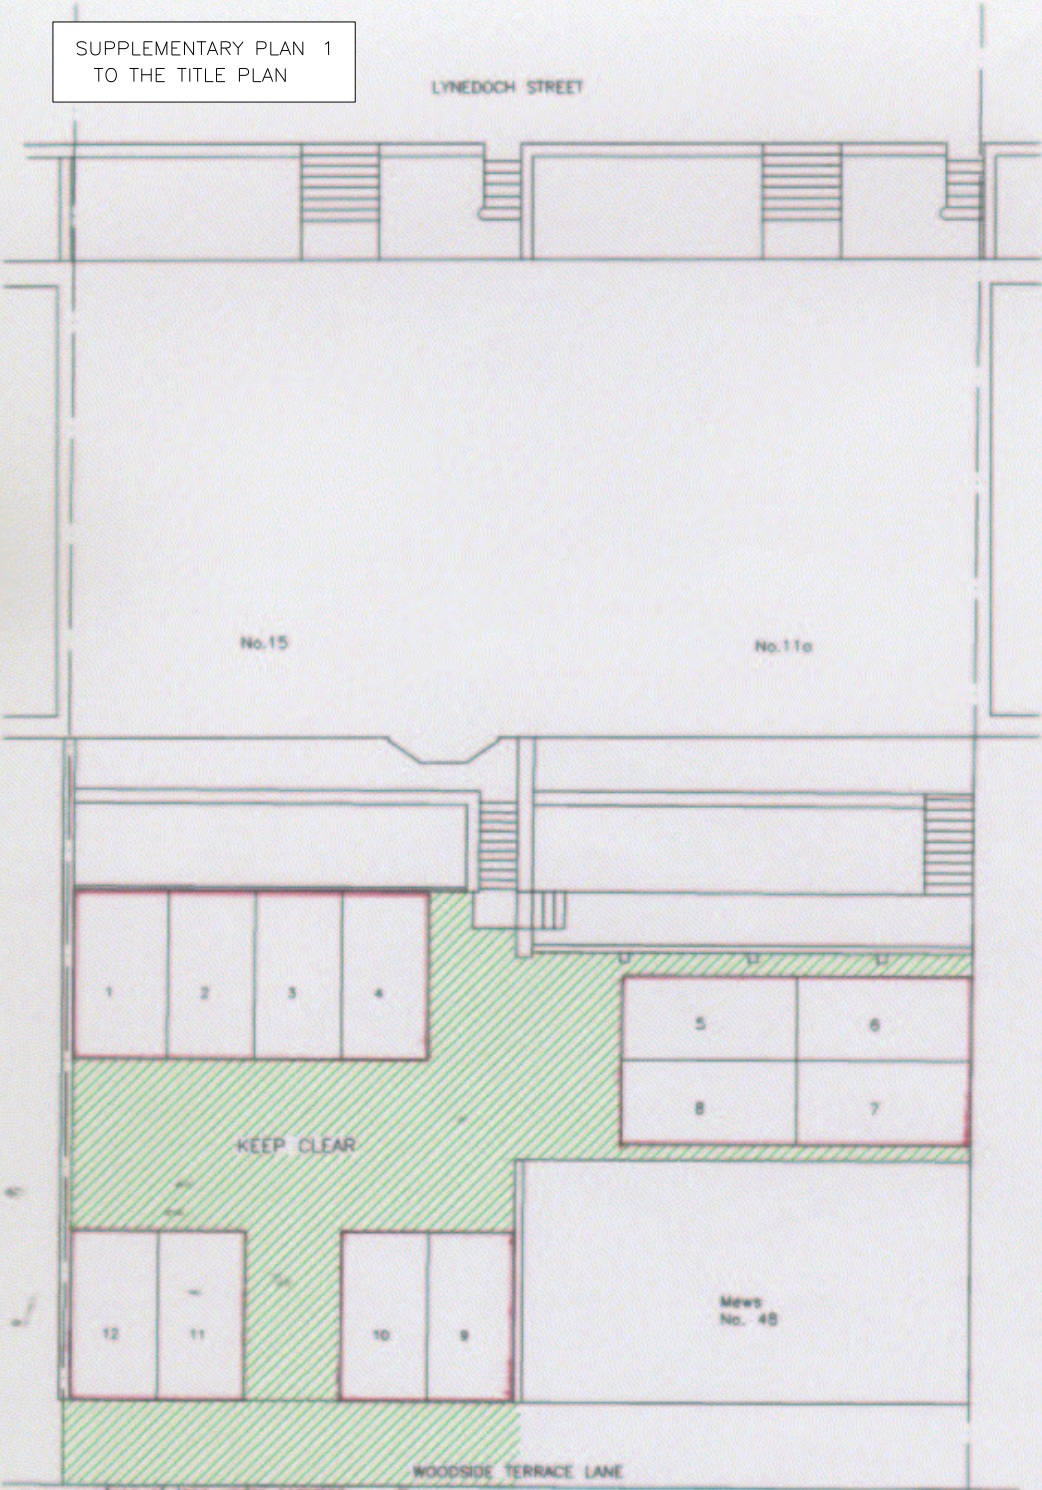 SUPPLEMENTARY PLAN 1
TO THE TITLE PLAN
LYNEDOCH STREET
No.15
No.11a
1
2
3
4
5
6
8
7
KEEP CLEAR
12
11
10
9
Mews
No. 48
WOODSIDE TERRACE LANE